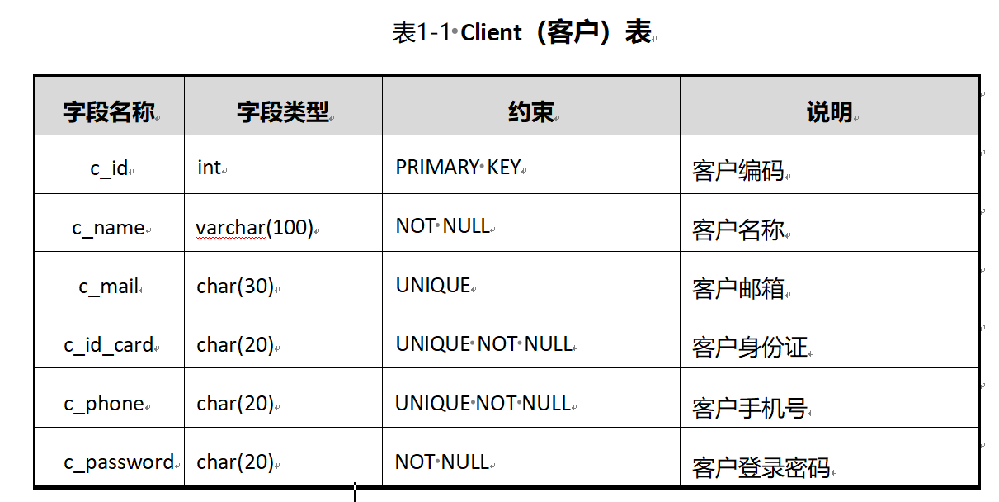 表1-1 Client（客户）表
字段名称 字段类型 约束 说明
c_id int PRIMARY KEY 客户编码
c_name varchar(100) NOT NULL 客户名称
c_mail char(30) UNIQUE 客户邮箱
c_id_card char(20) UNIQUE NOT NULL 客户身份证
c_phone char(20) UNIQUE NOT NULL 客户手机号
c_password char(20) NOT NULL 客户登录密码